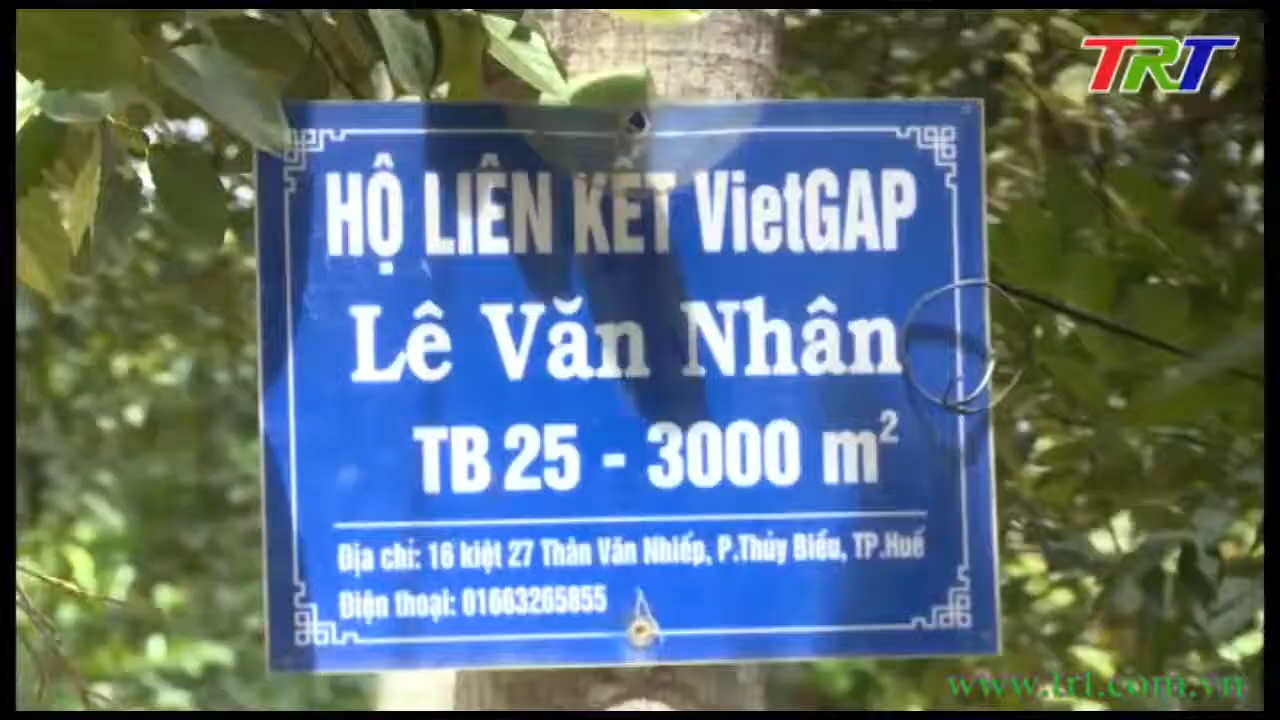 TRT
HỘ LIÊN KẾT VietGAP
Lê Văn Nhân
TB 25 - 3000 m²
Địa chỉ: 16 kiệt 27 Thân Văn Nhiếp, P.Thủy Biều, TP.Huế
Điện thoại: 01663265855
www.trt.com.vn